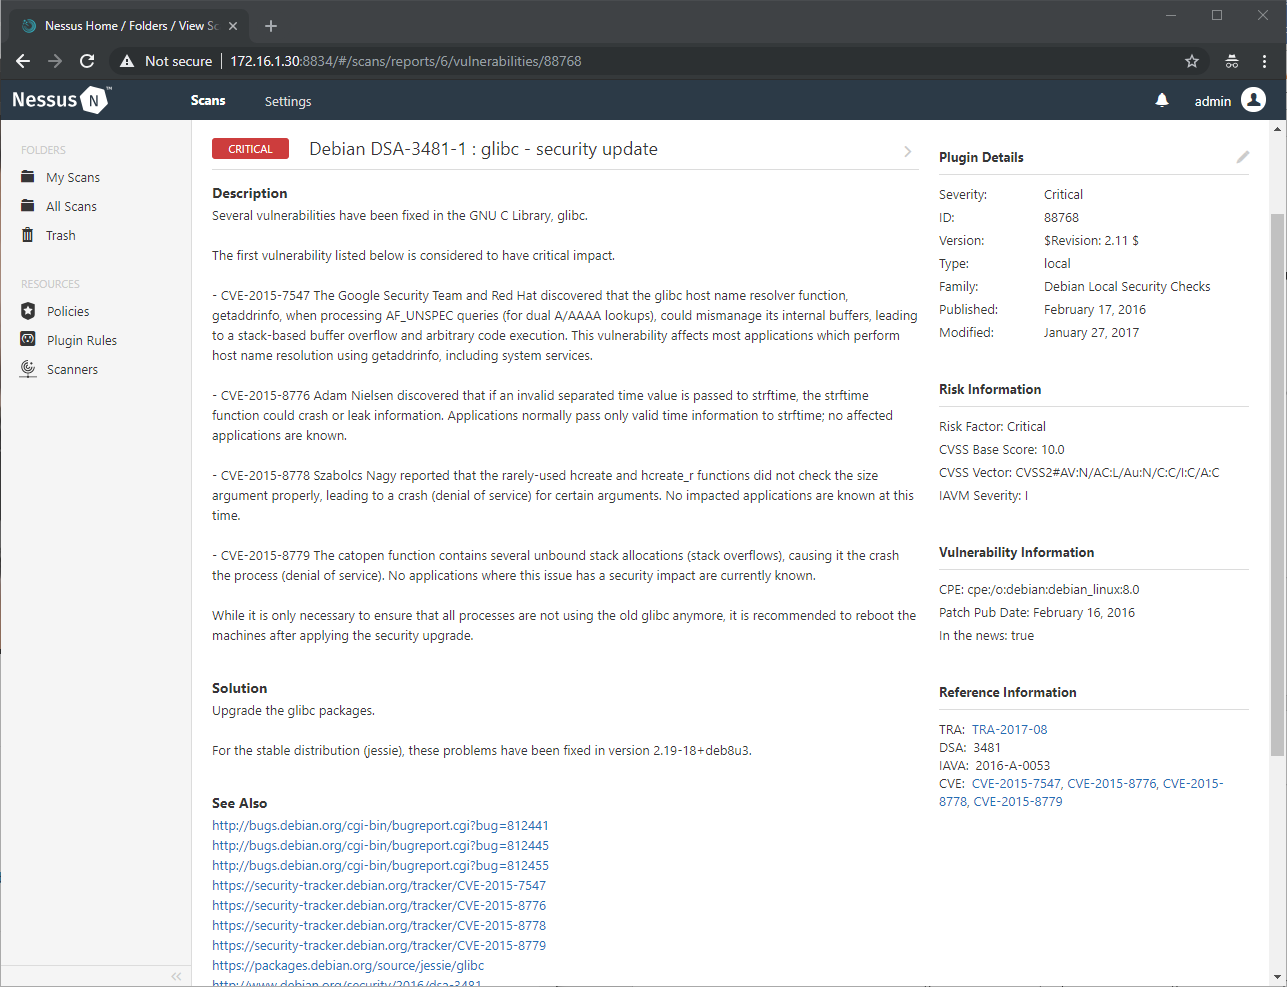 Nessus Home / Folders / View Sc
Not secure | 172.16.1.30:8834/#/scans/reports/6/vulnerabilities/88768
Nessus N ™
Scans
Settings
admin
FOLDERS
My Scans
All Scans
Trash
RESOURCES
Policies
Plugin Rules
Scanners
CRITICAL
Debian DSA-3481-1 : glibc - security update
Description
Several vulnerabilities have been fixed in the GNU C Library, glibc.
The first vulnerability listed below is considered to have critical impact.
- CVE-2015-7547 The Google Security Team and Red Hat discovered that the glibc host name resolver function,
getaddrinfo, when processing AF_UNSPEC queries (for dual A/AAAA lookups), could mismanage its internal buffers, leading
to a stack-based buffer overflow and arbitrary code execution. This vulnerability affects most applications which perform
host name resolution using getaddrinfo, including system services.
- CVE-2015-8776 Adam Nielsen discovered that if an invalid separated time value is passed to strftime, the strftime
function could crash or leak information. Applications normally pass only valid time information to strftime; no affected
applications are known.
- CVE-2015-8778 Szabolcs Nagy reported that the rarely-used hcreate and hcreate_r functions did not check the size
argument properly, leading to a crash (denial of service) for certain arguments. No impacted applications are known at this
time.
- CVE-2015-8779 The catopen function contains several unbound stack allocations (stack overflows), causing it the crash
the process (denial of service). No applications where this issue has a security impact are currently known.
While it is only necessary to ensure that all processes are not using the old glibc anymore, it is recommended to reboot the
machines after applying the security upgrade.
Solution
Upgrade the glibc packages.
For the stable distribution (jessie), these problems have been fixed in version 2.19-18+deb8u3.
See Also
http://bugs.debian.org/cgi-bin/bugreport.cgi?bug=812441
http://bugs.debian.org/cgi-bin/bugreport.cgi?bug=812445
http://bugs.debian.org/cgi-bin/bugreport.cgi?bug=812455
https://security-tracker.debian.org/tracker/CVE-2015-7547
https://security-tracker.debian.org/tracker/CVE-2015-8776
https://security-tracker.debian.org/tracker/CVE-2015-8778
https://security-tracker.debian.org/tracker/CVE-2015-8779
https://packages.debian.org/source/jessie/glibc
http://www.debian.org/security/2016/dsa-3481
Plugin Details
Severity: Critical
ID: 88768
Version: $Revision: 2.11 $
Type: local
Family: Debian Local Security Checks
Published: February 17, 2016
Modified: January 27, 2017
Risk Information
Risk Factor: Critical
CVSS Base Score: 10.0
CVSS Vector: CVSS2#AV:N/AC:L/Au:N/C:C/I:C/A:C
IAVM Severity: I
Vulnerability Information
CPE: cpe:/o:debian:debian_linux:8.0
Patch Pub Date: February 16, 2016
In the news: true
Reference Information
TRA: TRA-2017-08
DSA: 3481
IAVA: 2016-A-0053
CVE: CVE-2015-7547, CVE-2015-8776, CVE-2015-
8778, CVE-2015-8779